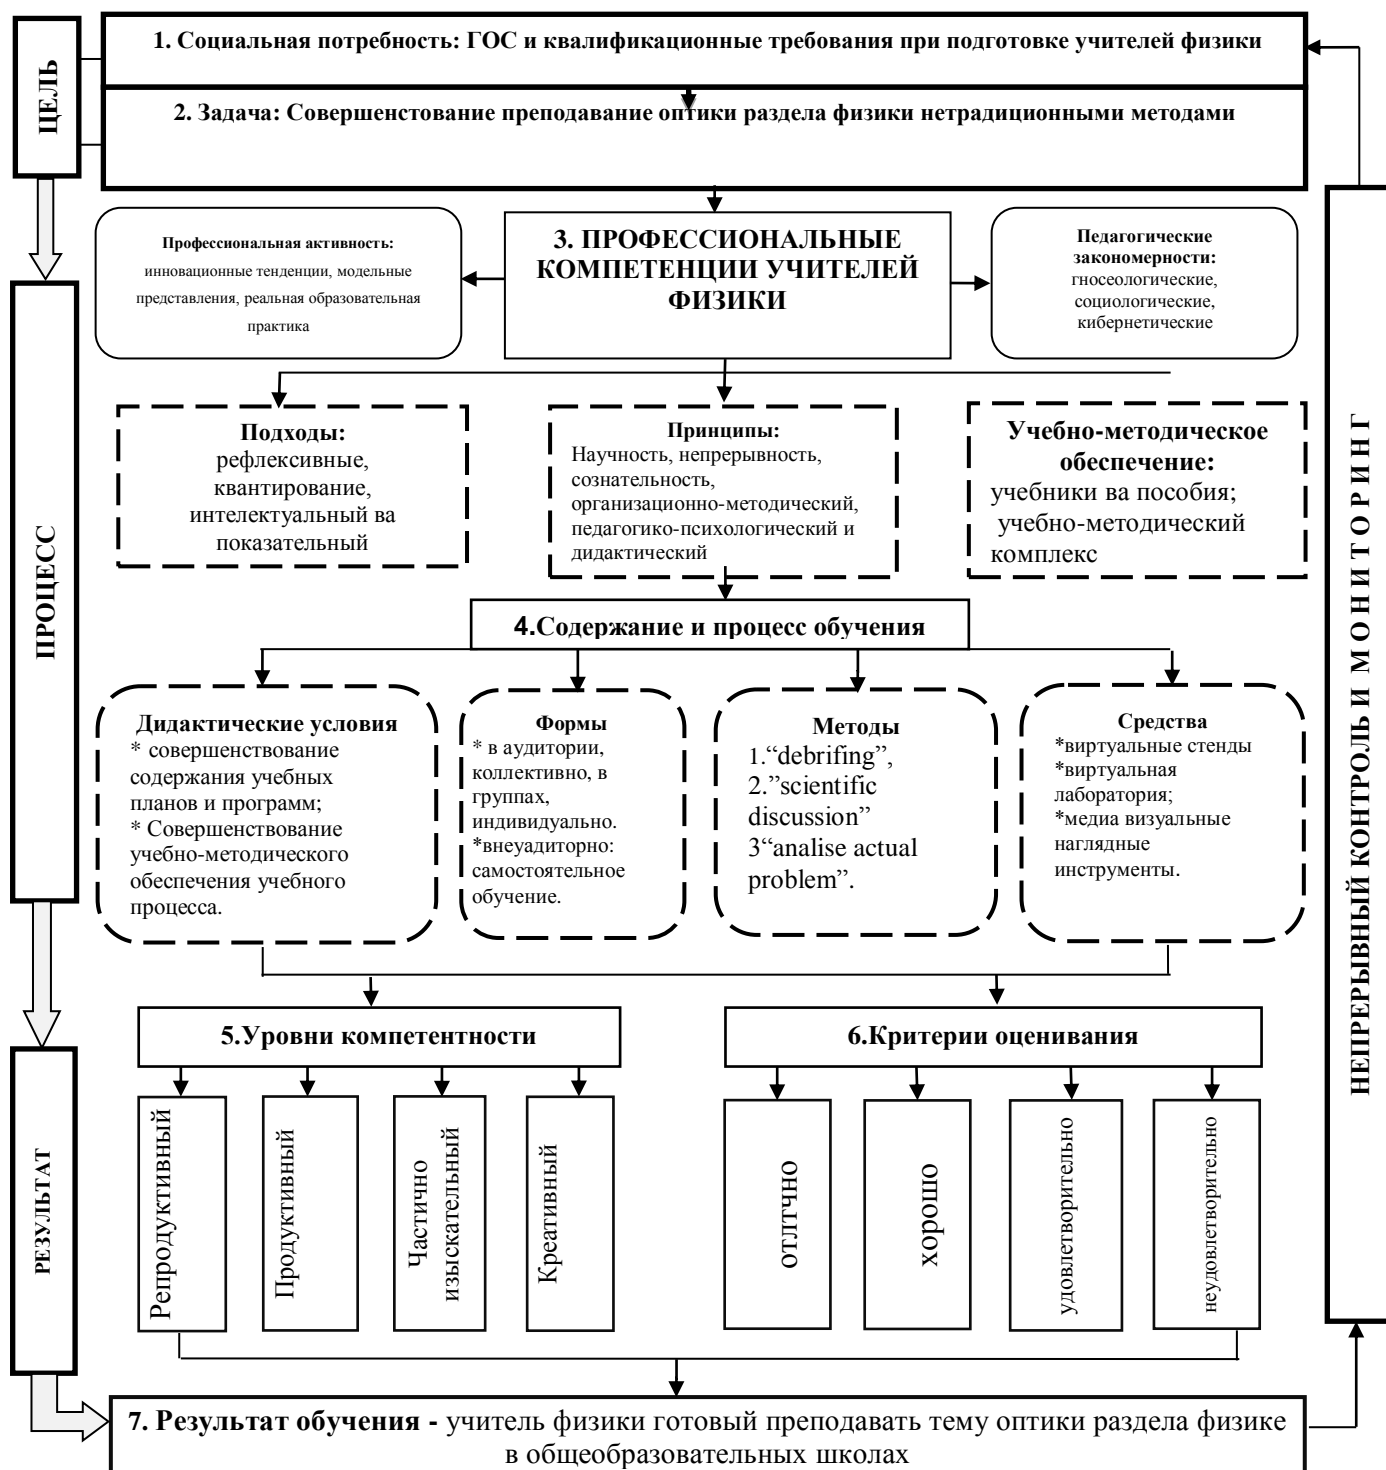 ЦЕЛЬ
1. Социальная потребность: ГОС и квалификационные требования при подготовке учителей физики
2. Задача: Совершенстование преподавание оптики раздела физики нетрадиционными методами
ПРОЦЕСС
Профессиональная активность:
инновационные тенденции, модельные
представления, реальная образовательная
практика
3. ПРОФЕССИОНАЛЬНЫЕ
КОМПЕТЕНЦИИ УЧИТЕЛЕЙ
ФИЗИКИ
Педагогические
закономерности:
гносеологические,
социологические,
кибернетические
Подходы:
рефлексивные,
квантирование,
интелектуальный ва
показательный
Принципы:
Научность, непрерывность,
сознательность,
организационно-методический,
педагогико-психологический и
дидактический
Учебно-методическое
обеспечение:
учебники ва пособия;
учебно-методический
комплекс
4.Содержание и процесс обучения
Дидактические условия
* совершенствование
содержания учебных
планов и программ;
* Совершенствование
учебно-методического
обеспечения учебного
процесса.
Формы
* в аудитории,
коллективно, в
группах,
индивидуально.
*внеуадиторно:
самостоятельное
обучение.
Методы
1.“debrifing”,
2.”scientific
discussion”
3“analise actual
problem”.
Средства
*виртуальные стенды
*виртуальная
лаборатория;
*медиа визуальные
наглядные
инструменты.
НЕПРЕРЫВНЫЙ КОНТРОЛЬ И МОНИТОРИНГ
РЕЗУЛЬТАТ
5.Уровни компетентности
6.Критерии оценивания
Репродуктивный
Продуктивный
Частично
изыскательный
Креативный
отлтчно
хорошо
удовлетворительно
неудовлетворительно
7. Результат обучения - учитель физики готовый преподавать тему оптики раздела физике
в общеобразовательных школах